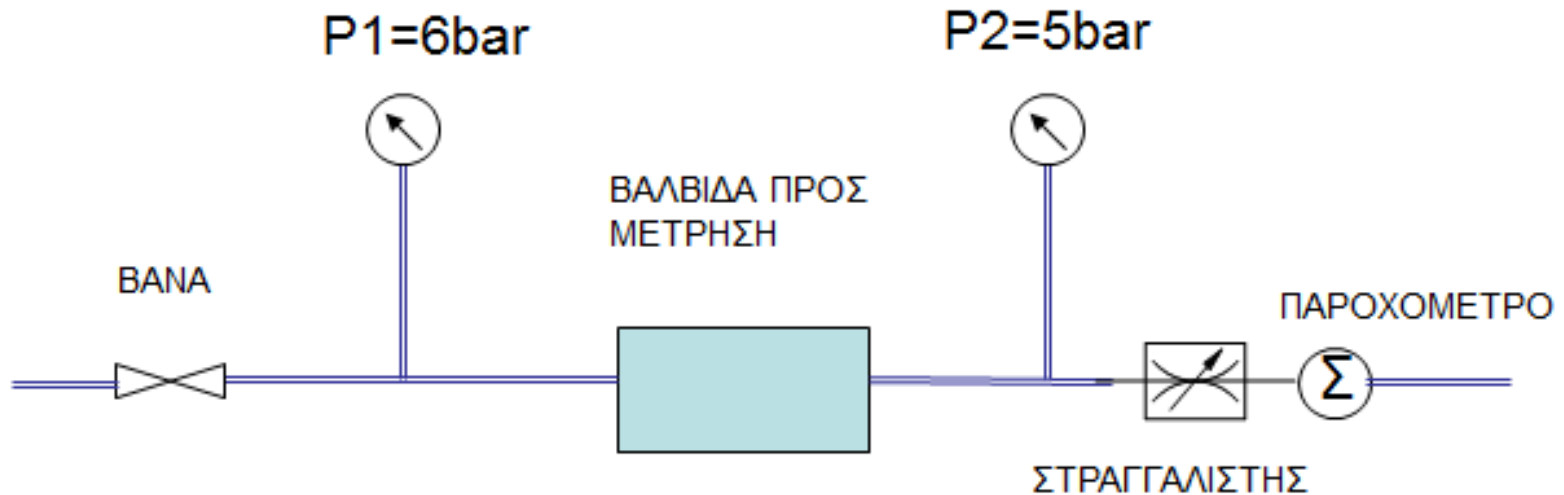 P1=6bar
P2=5bar
ΒΑΛΒΙΔΑ ΠΡΟΣ
ΜΕΤΡΗΣΗ
ΒΑΝΑ
ΠΑΡΟΧΟΜΕΤΡΟ
Σ
ΣΤΡΑΓΓΑΛΙΣΤΗΣ